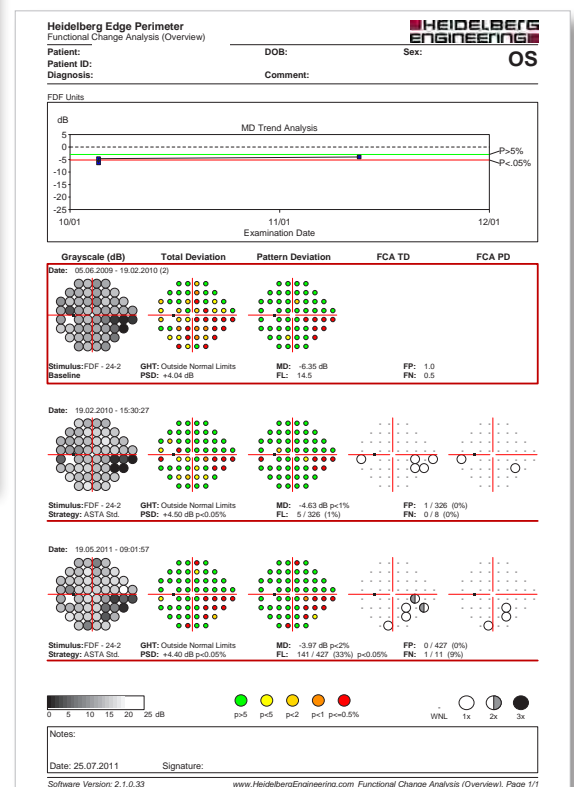 Heidelberg Edge Perimeter
Functional Change Analysis (Overview)
HEIDELBERG
ENGINEERING
Patient: DOB: Sex: OS
Patient ID:
Diagnosis: Comment:
FDF Units
MD Trend Analysis
dB
5
0
-5
-10
-15
-20
-25
P>5%
P<.05%
10/01 11/01 12/01
Examination Date
Grayscale (dB) Total Deviation Pattern Deviation FCA TD FCA PD
Date: 05.06.2009 - 19.02.2010 (2)
Stimulus: FDF - 24-2 GHT: Outside Normal Limits MD: -6.35 dB FP: 1.0
Baseline PSD: +4.04 dB FL: 14.5 FN: 0.5
Date: 19.02.2010 - 15:30:27
Stimulus: FDF - 24-2 GHT: Outside Normal Limits MD: -4.63 dB p<1% FP: 1 / 326 (0%)
Strategy: ASTA Std. PSD: +4.50 dB p<0.05% FL: 5 / 326 (1%) FN: 0 / 8 (0%)
Date: 19.05.2011 - 09:01:57
Stimulus: FDF - 24-2 GHT: Outside Normal Limits MD: -3.97 dB p<2% FP: 0 / 427 (0%)
Strategy: ASTA Std. PSD: +4.40 dB p<0.05% FL: 141 / 427 (33%) p<0.05% FN: 1 / 11 (9%)
0 5 10 15 20 25 dB p>5 p<5 p<2 p<1 p<=0.5% WNL 1x 2x 3x
Notes:
Date: 25.07.2011 Signature:
Software Version: 2.1.0.33 www.HeidelbergEngineering.com Functional Change Analysis (Overview), Page 1/1